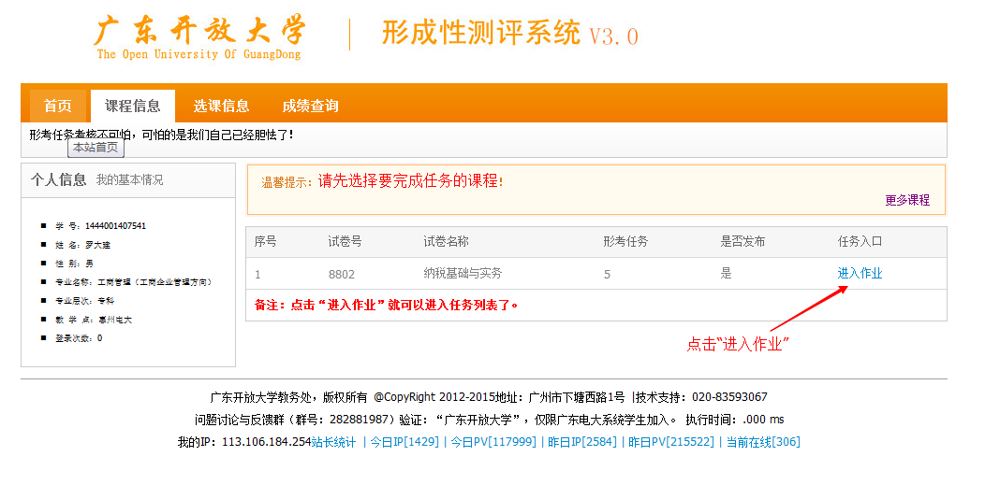 广东开放大学
The Open University Of GuangDong
形成性测评系统 V3.0
首页 课程信息 选课信息 成绩查询
形考任务考核不可怕，可怕的是我们自己已经胆怯了！
本站首页
个人信息 我的基本情况
学 号：1444001407541
姓 名：罗大建
性 别：男
专业名称：工商管理（工商企业管理方向）
专业层次：专科
教 学 点：惠州电大
登录次数：0
温馨提示：请先选择要完成任务的课程！
更多课程
序号 试卷号 试卷名称 形考任务 是否发布 任务入口
1 8802 纳税基础与实务 5 是 进入作业
备注：点击“进入作业”就可以进入任务列表了。
点击“进入作业”
广东开放大学教务处，版权所有 @CopyRight 2012-2015地址：广州市下塘西路1号 |技术支持：020-83593067
问题讨论与反馈群（群号：282881987）验证：“广东开放大学”，仅限广东电大系统学生加入。 执行时间：.000 ms
我的IP：113.106.184.254站长统计 | 今日IP[1429] | 今日PV[117999] | 昨日IP[2584] | 昨日PV[215522] | 当前在线[306]